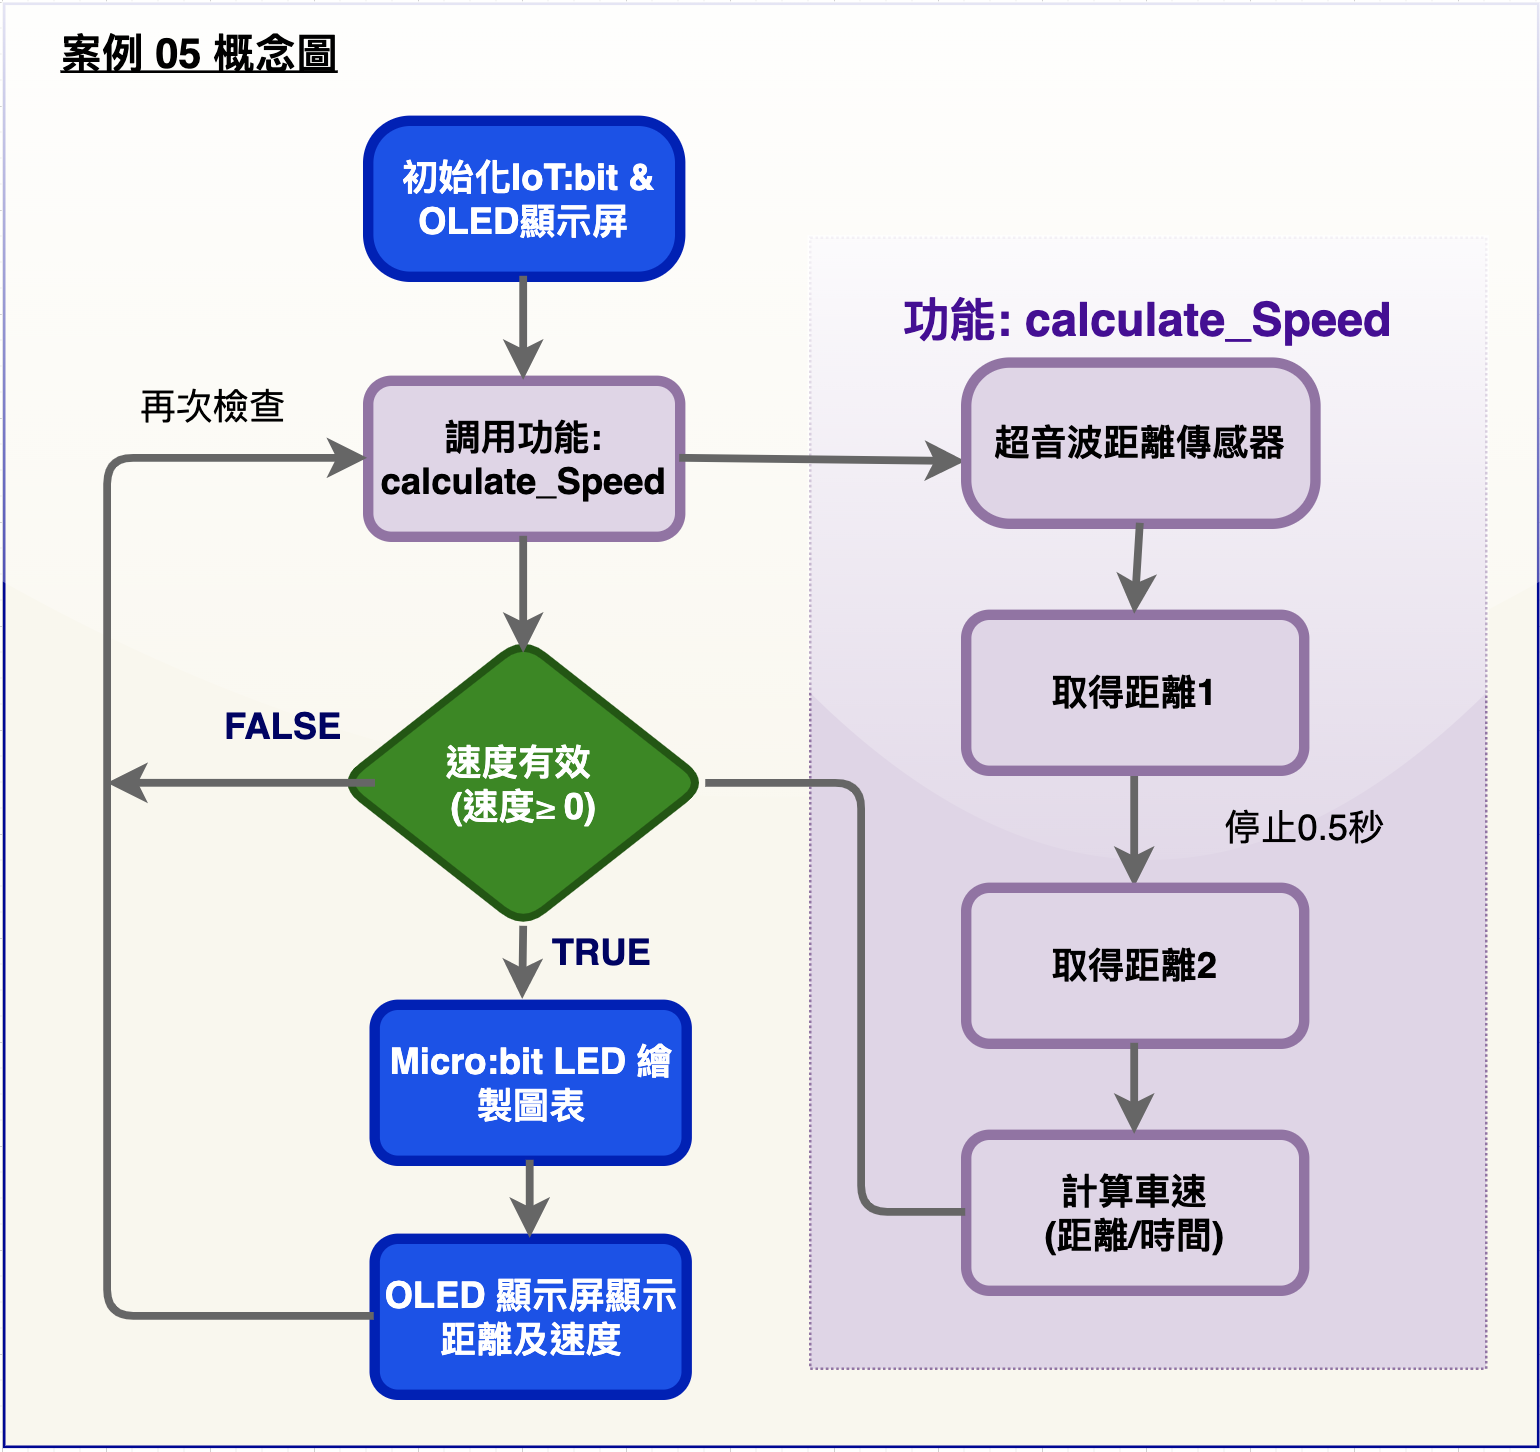 案例 05 概念圖
初始化IoT:bit &
OLED顯示屏
再次檢查
調用功能:
calculate_Speed
FALSE
速度有效
(速度≥ 0)
TRUE
Micro:bit LED 繪
製圖表
OLED 顯示屏顯示
距離及速度
功能: calculate_Speed
超音波距離傳感器
取得距離1
停止0.5秒
取得距離2
計算車速
(距離/時間)